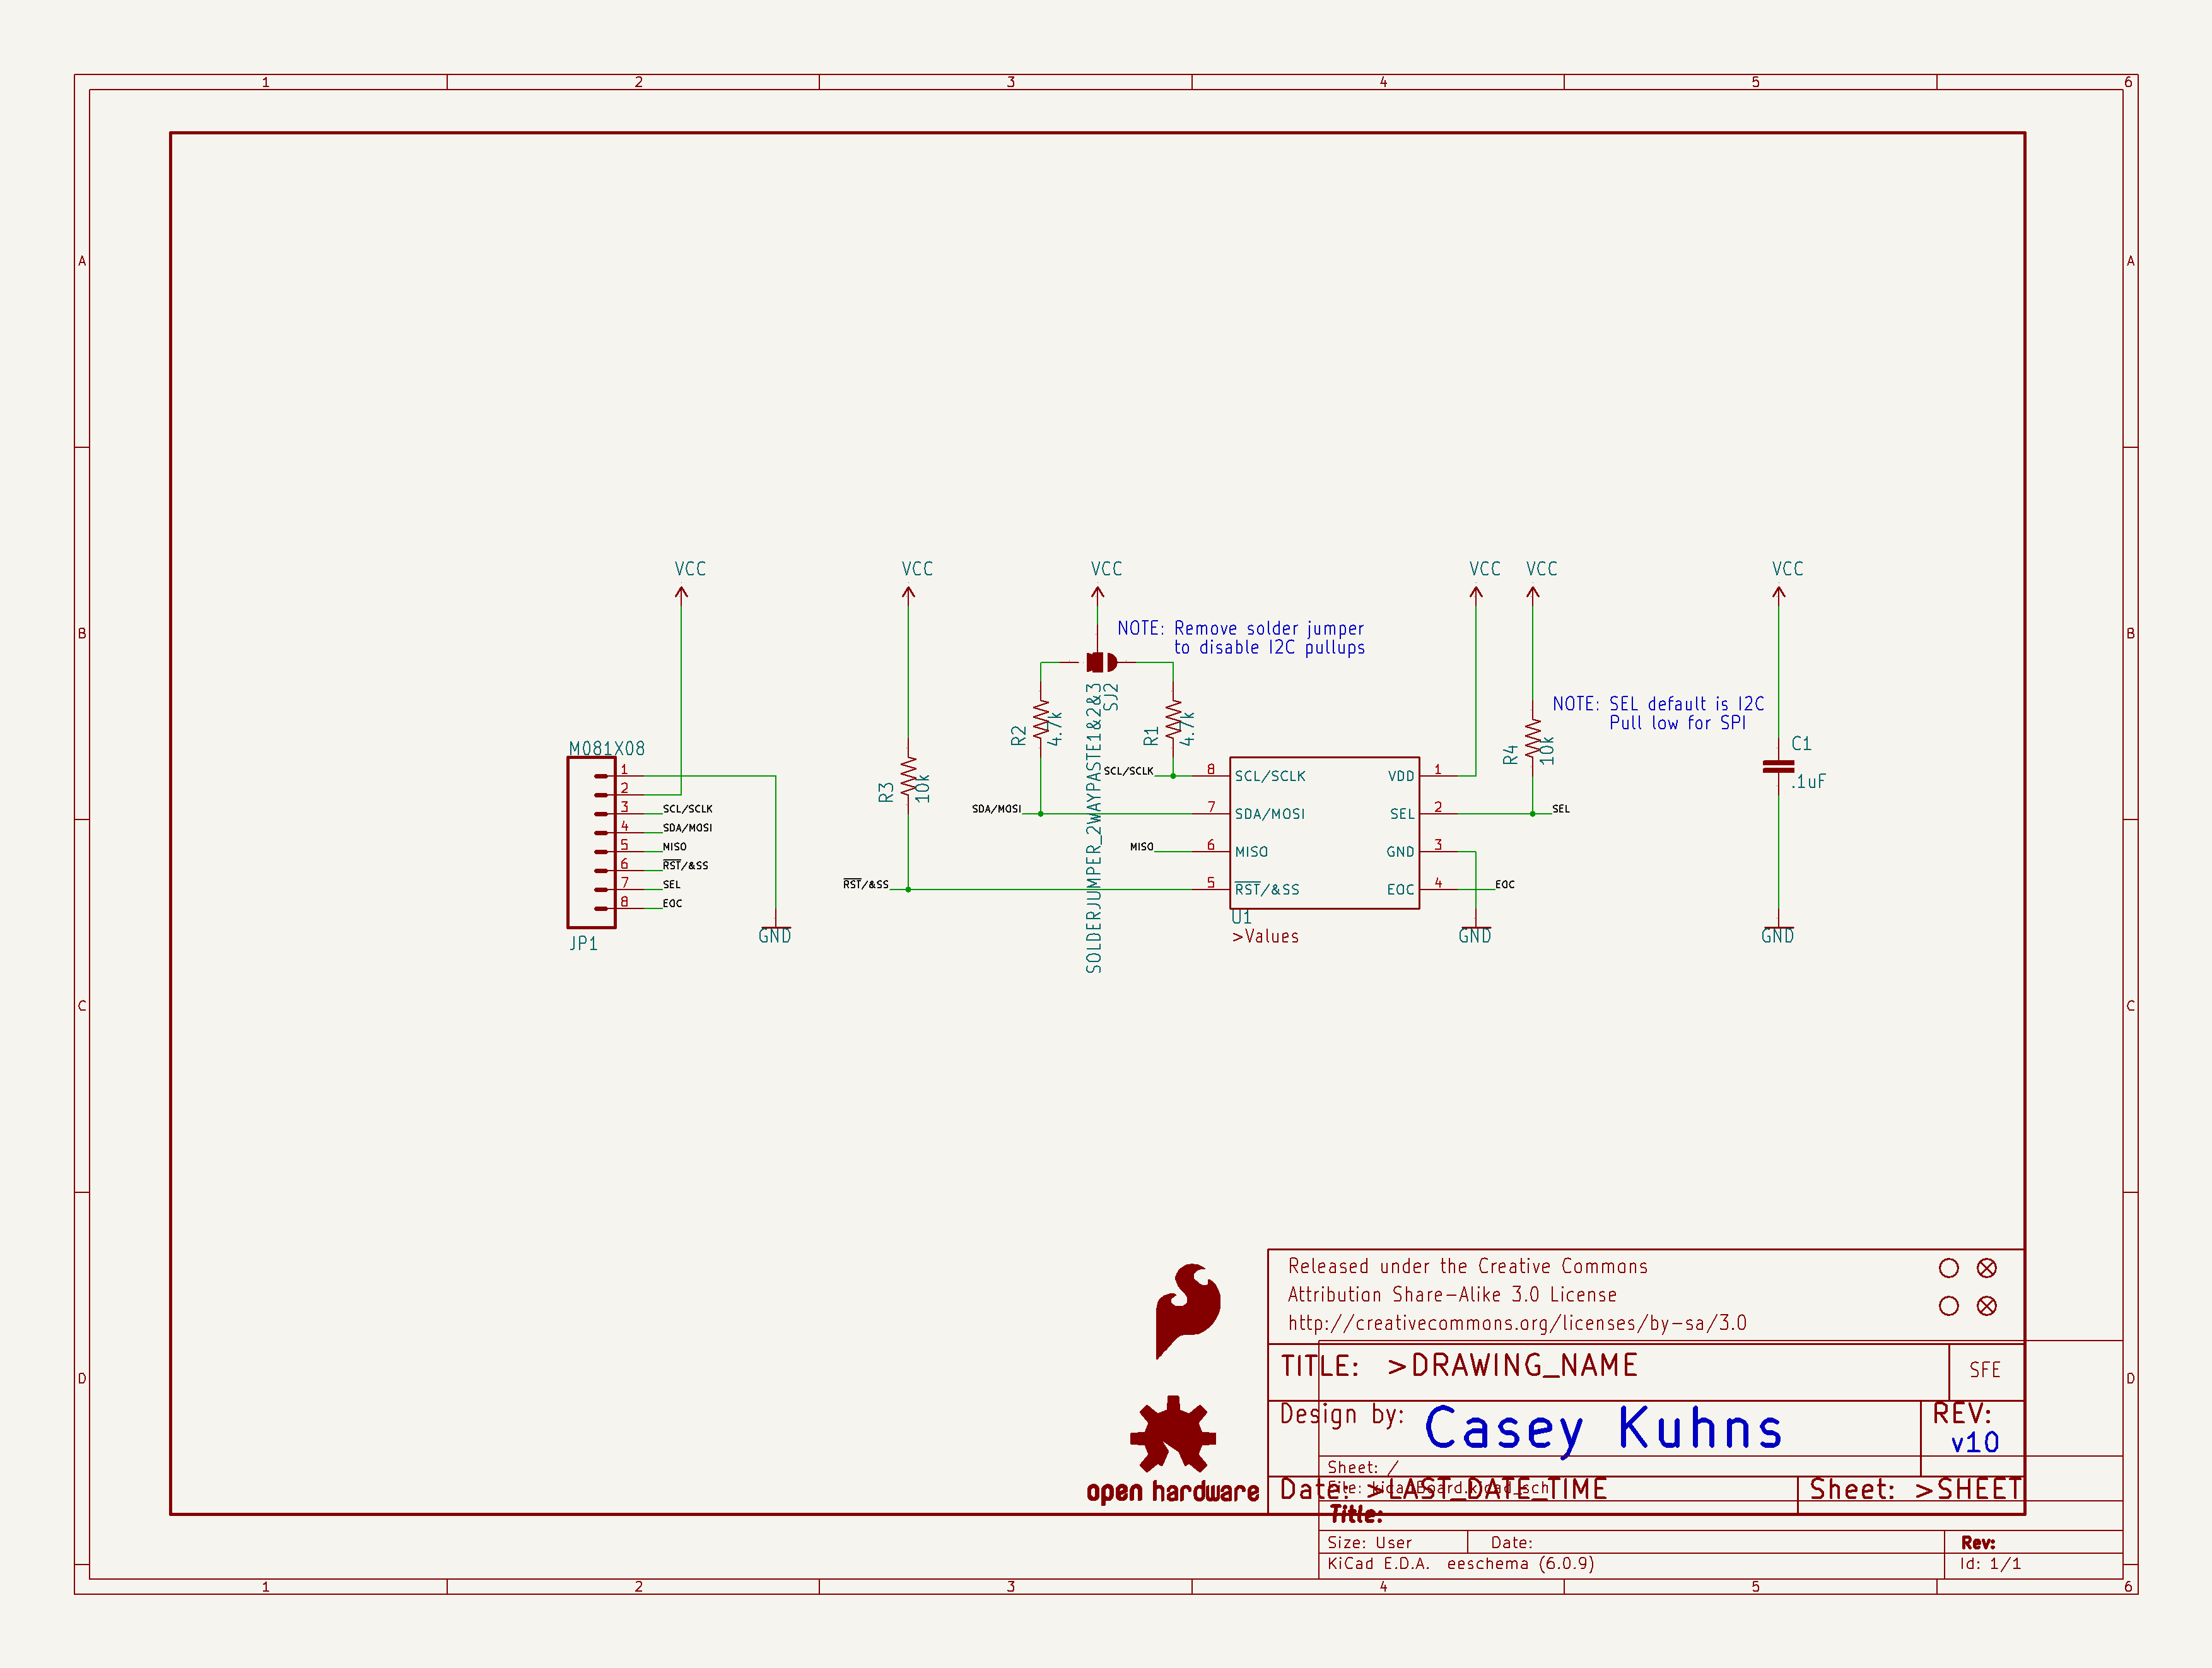 1 2 3 4 5 6
A A
B B
C C
D D
VCC VCC VCC VCC VCC VCC
NOTE: Remove solder jumper
to disable I2C pullups
NOTE: SEL default is I2C
Pull low for SPI
SOLDERJUMPER_2WAYPASTE1&2&3
SJ2
R2
4.7k
R1
4.7k
R4
10k
R3
10k
C1
.1uF
M081X08
1
2
3 SCL/SCLK
4 SDA/MOSI
5 MISO
6 RST/&SS
7 SEL
8 EOC
JP1
GND
SCL/SCLK 8 SCL/SCLK VDD 1
SDA/MOSI 7 SDA/MOSI SEL 2 SEL
MISO 6 MISO GND 3
RST/&SS 5 RST/&SS EOC 4 EOC
U1
>Values
GND
GND
Released under the Creative Commons
Attribution Share-Alike 3.0 License
http://creativecommons.org/licenses/by-sa/3.0
TITLE: >DRAWING_NAME
SFE
Design by: Casey Kuhns
REV:
v10
Sheet: /
File: kicadBoard.kicad_sch
Date: >LAST_DATE_TIME
Sheet: >SHEET
Title:
Size: User Date: Rev:
KiCad E.D.A. eeschema (6.0.9) Id: 1/1
open hardware
1 2 3 4 5 6